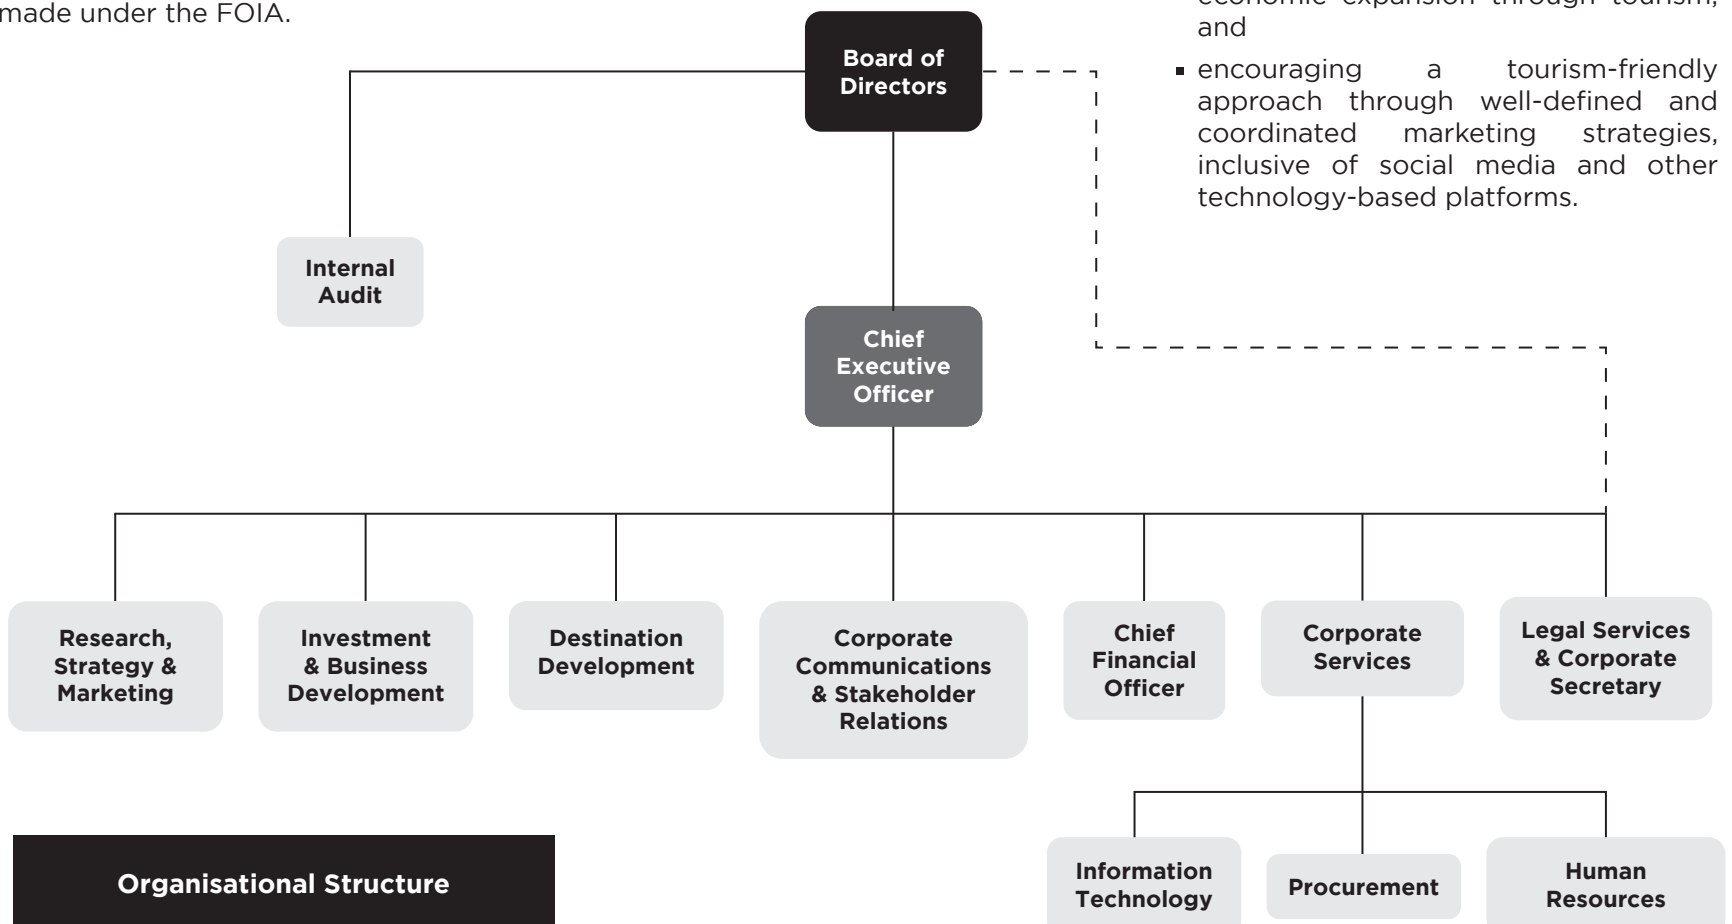 made under the FOIA.
economic expansion through tourism,
and
▪ encouraging a tourism-friendly
approach through well-defined and
coordinated marketing strategies,
inclusive of social media and other
technology-based platforms.
Board of
Directors
Internal
Audit
Chief
Executive
Officer
Research,
Strategy &
Marketing
Investment
& Business
Development
Destination
Development
Corporate
Communications
& Stakeholder
Relations
Chief
Financial
Officer
Corporate
Services
Legal Services
& Corporate
Secretary
Information
Technology
Procurement
Human
Resources
Organisational Structure